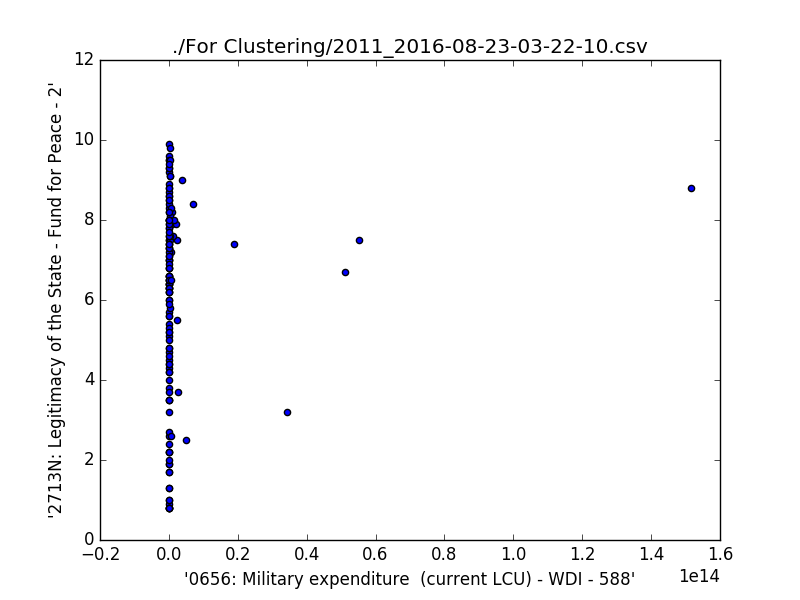 ./For Clustering/2011_2016-08-23-03-22-10.csv
12
10
8
6
4
2
0
'2713N: Legitimacy of the State - Fund for Peace - 2'
−0.2 0.0 0.2 0.4 0.6 0.8 1.0 1.2 1.4 1.6
1e14
'0656: Military expenditure  (current LCU) - WDI - 588'